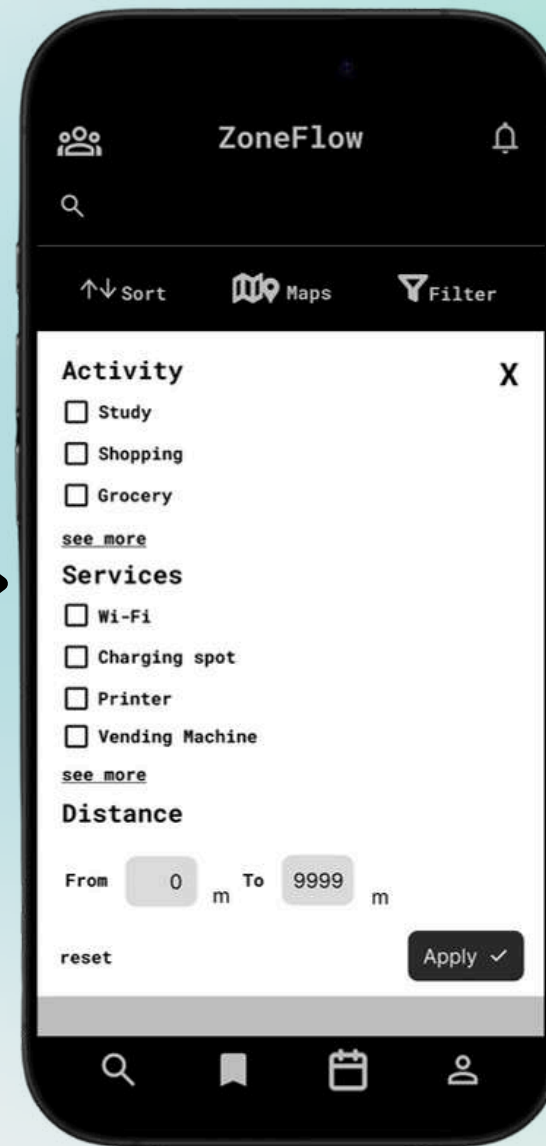 ZoneFlow
Sort Maps Filter
Activity X
Study
Shopping
Grocery
see more
Services
Wi-Fi
Charging spot
Printer
Vending Machine
see more
Distance
From 0 m To 9999 m
reset Apply